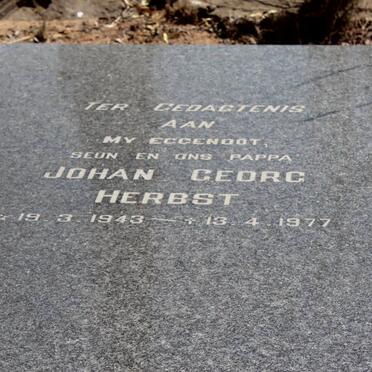 TER GEDAGTENIS
AAN
MY EGGENOOT,
SEUN EN ONS PAPPA
JOHAN GEORG
HERBST
* 19. 3. 1943 — ÷ 13. 4. 1977